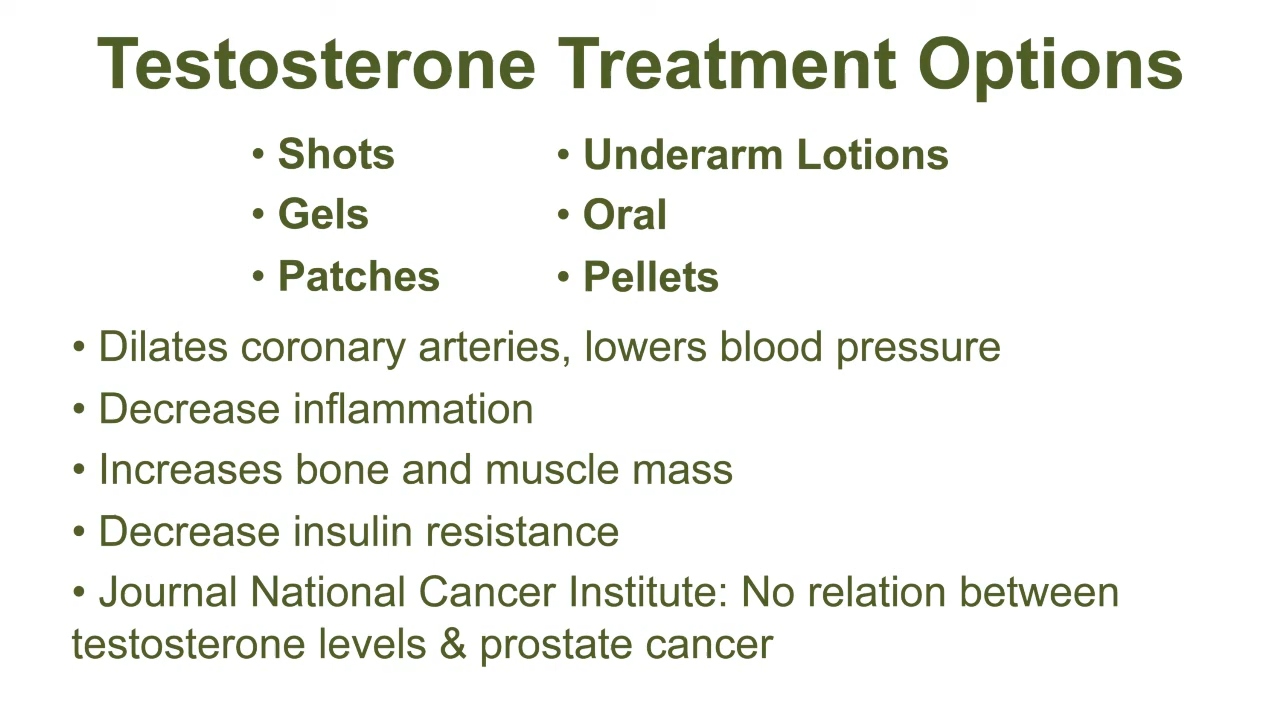 Testosterone Treatment Options
• Shots
• Gels
• Patches
• Underarm Lotions
• Oral
• Pellets
• Dilates coronary arteries, lowers blood pressure
• Decrease inflammation
• Increases bone and muscle mass
• Decrease insulin resistance
• Journal National Cancer Institute: No relation between
testosterone levels & prostate cancer